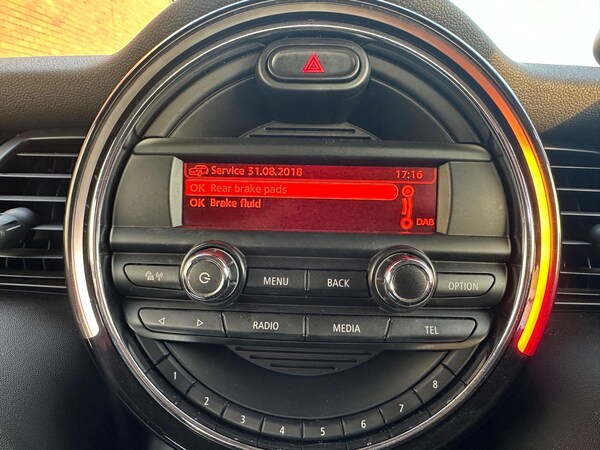 Service 31.08.2018 17:16
OK Rear brake pads
OK Brake fluid
DAB
MENU BACK OPTION
RADIO MEDIA TEL
1 2 3 4 5 6 7 8